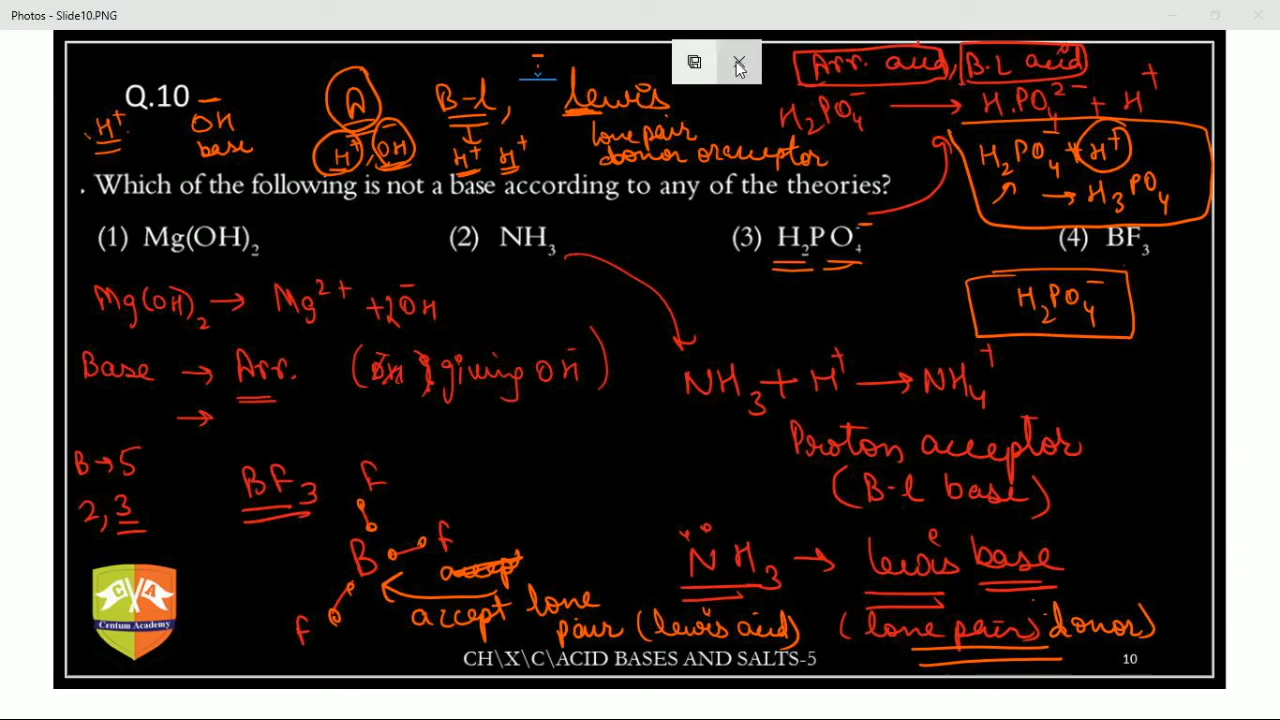 Photos - Slide10.PNG
Q.10
H⁺
OH⁻
base
A
H⁺, OH⁻
B-l,
H⁺ H⁺
lewis
lone pair
donor or acceptor
Arr. acid, B.L acid
H₂PO₄⁻ → HPO₄²⁻ + H⁺
H₂PO₄⁻ + H⁺
→ H₃PO₄
. Which of the following is not a base according to any of the theories?
(1) Mg(OH)₂ (2) NH₃ (3) H₂PO₄⁻ (4) BF₃
H₂PO₄⁻
Mg(OH)₂ → Mg²⁺ + 2OH⁻
Base → Arr. ( giving OH⁻ )
→
NH₃ + H⁺ → NH₄⁺
Proton acceptor
(B-l base)
B → 5
2, 3
BF₃
F
B F
F
accept
accept lone
pair (lewis acid)
NH₃ → lewis base
(lone pair donor)
Centum Academy
CH\X\C\ACID BASES AND SALTS-5
10